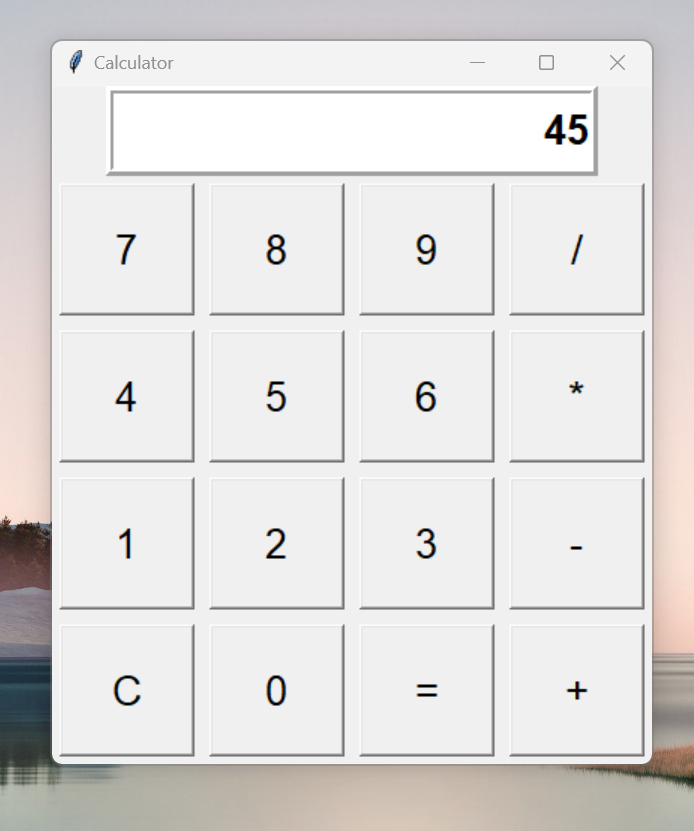 Calculator
45
7 8 9 /
4 5 6 *
1 2 3 -
C 0 = +